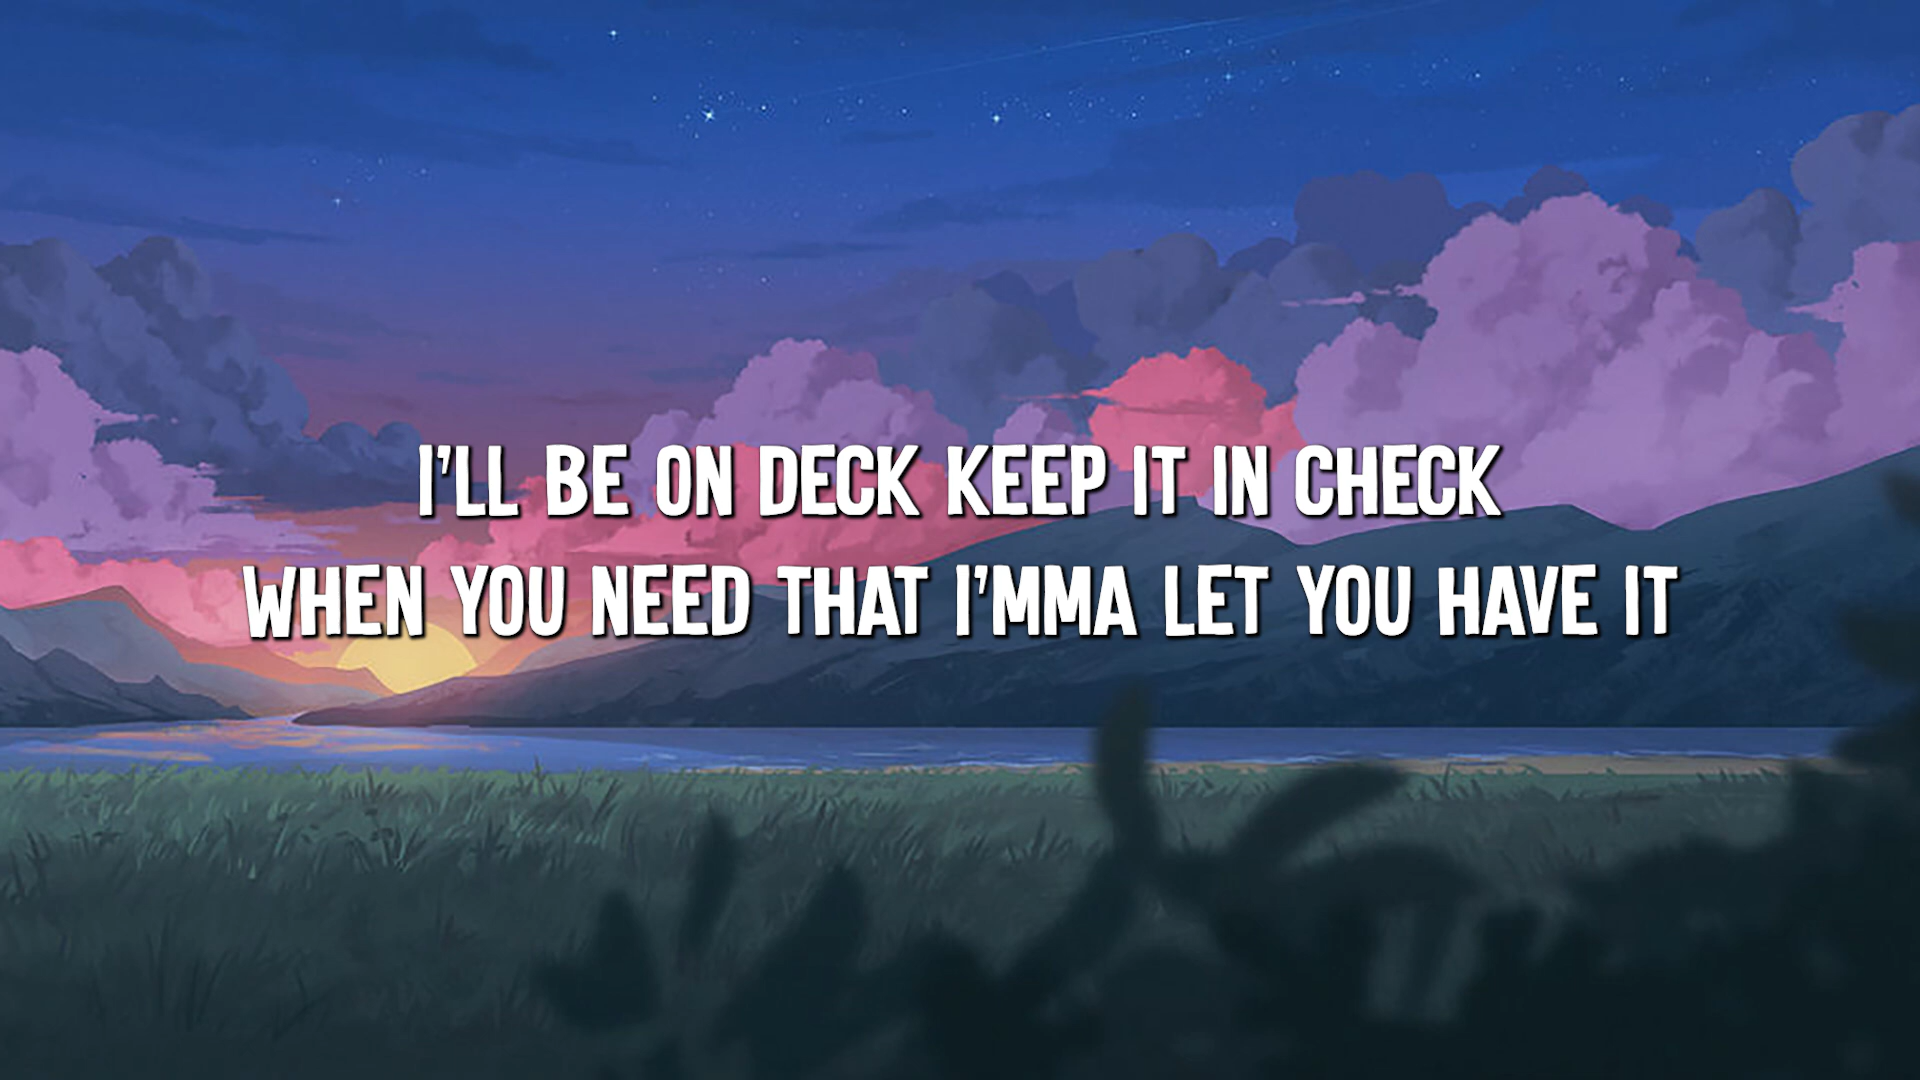 I'LL BE ON DECK KEEP IT IN CHECK
WHEN YOU NEED THAT I'MMA LET YOU HAVE IT